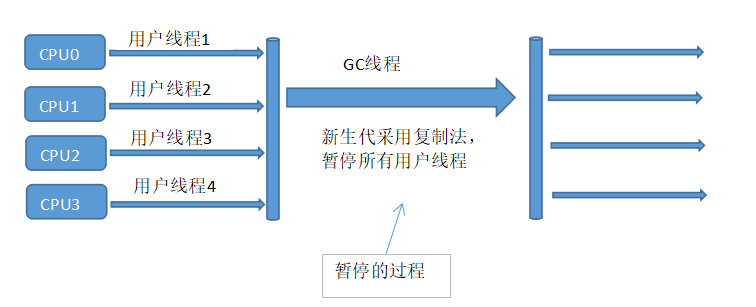 CPU0
用户线程1
CPU1
用户线程2
CPU2
用户线程3
CPU3
用户线程4
GC线程
新生代采用复制法，
暂停所有用户线程
暂停的过程